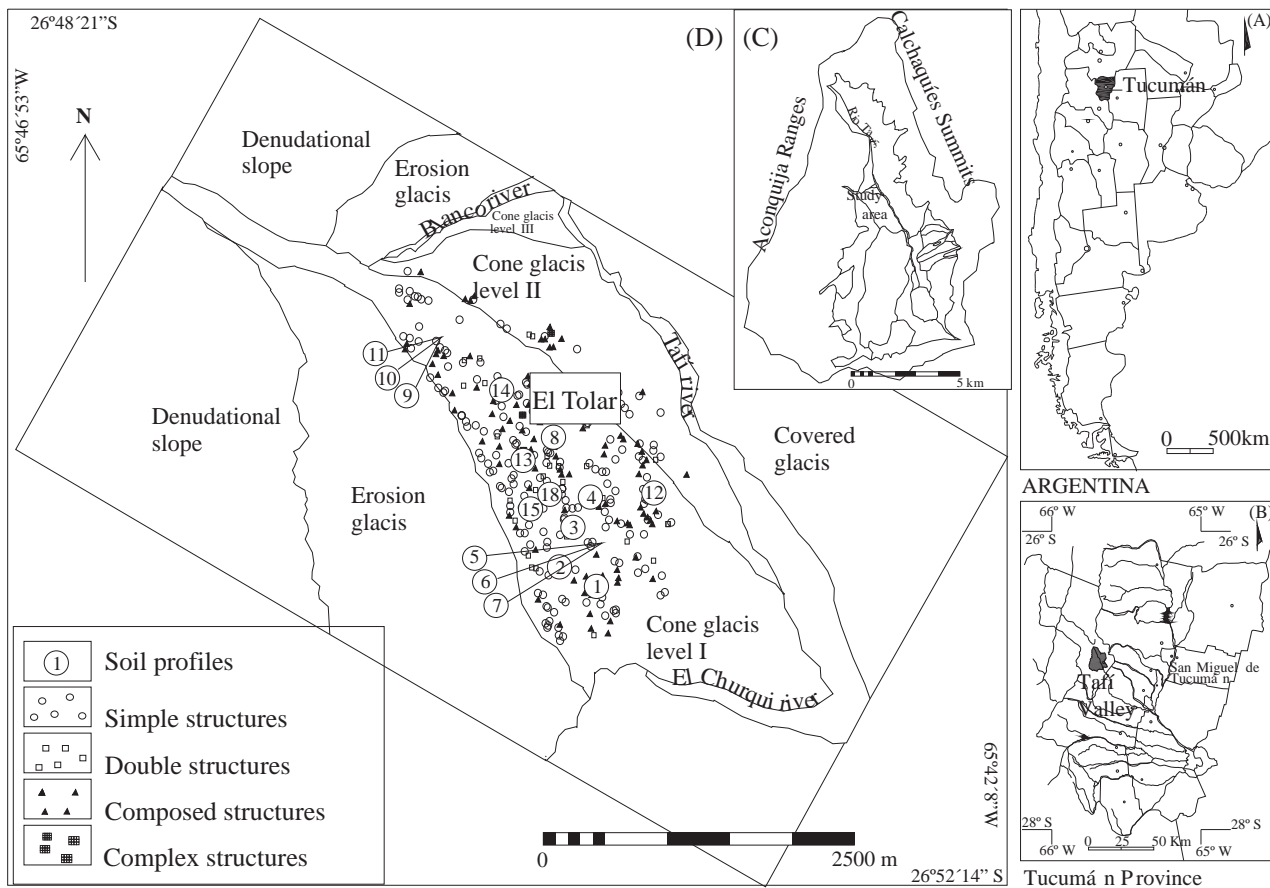 26º48´21”S
65º46´53”W
N
(D)
Denudational
slope
Erosion
glacis
Blanco river
Cone glacis
level III
Cone glacis
level II
Tafí river
11
10
9
14
El Tolar
8
13
18
4
12
15
3
5
2
6
1
7
Denudational
slope
Erosion
glacis
Covered
glacis
Cone glacis
level I
El Churqui river
1 Soil profiles
Simple structures
Double structures
Composed structures
Complex structures
0 2500 m
65º42´8”W
26º52´14” S
(C)
Calchaquíes Summits
Aconquija Ranges
Río Tafí
Study
area
0 5 km
(A)
Tucumán
0 500km
ARGENTINA
(B)
66º W 65º W
26º S 26º S
San Miguel de
Tucumá n
Tafí
Valley
28º S 28º S
0 25 50 Km
66º W 65º W
Tucumá n Province